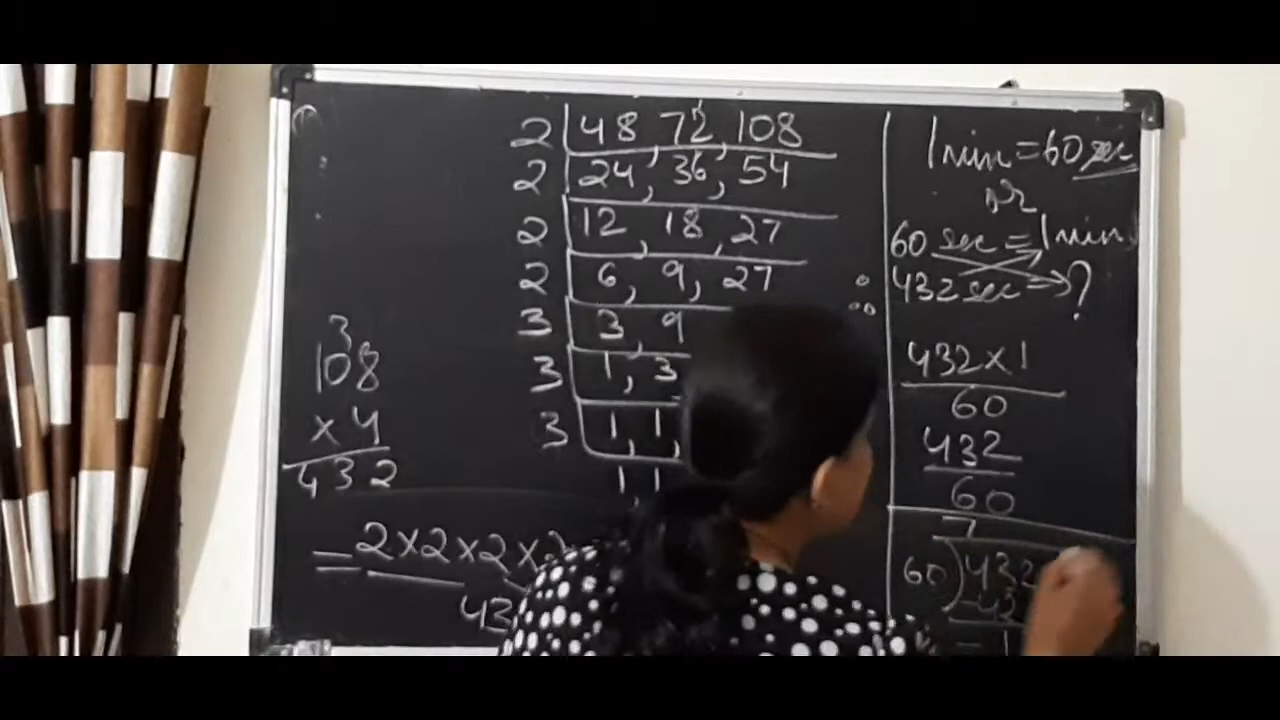 3
108
× 4
432
2 | 48, 72, 108
2 | 24, 36, 54
2 | 12, 18, 27
2 | 6, 9, 27
3 | 3, 9
3 | 1, 3
3 | 1, 1,
1, 1
= 2×2×2×2
43
1 min = 60 sec
or
60 sec = 1 min
∴ 432 sec = ?
432 × 1
60
432
60
7
60) 432
- 42
= 1